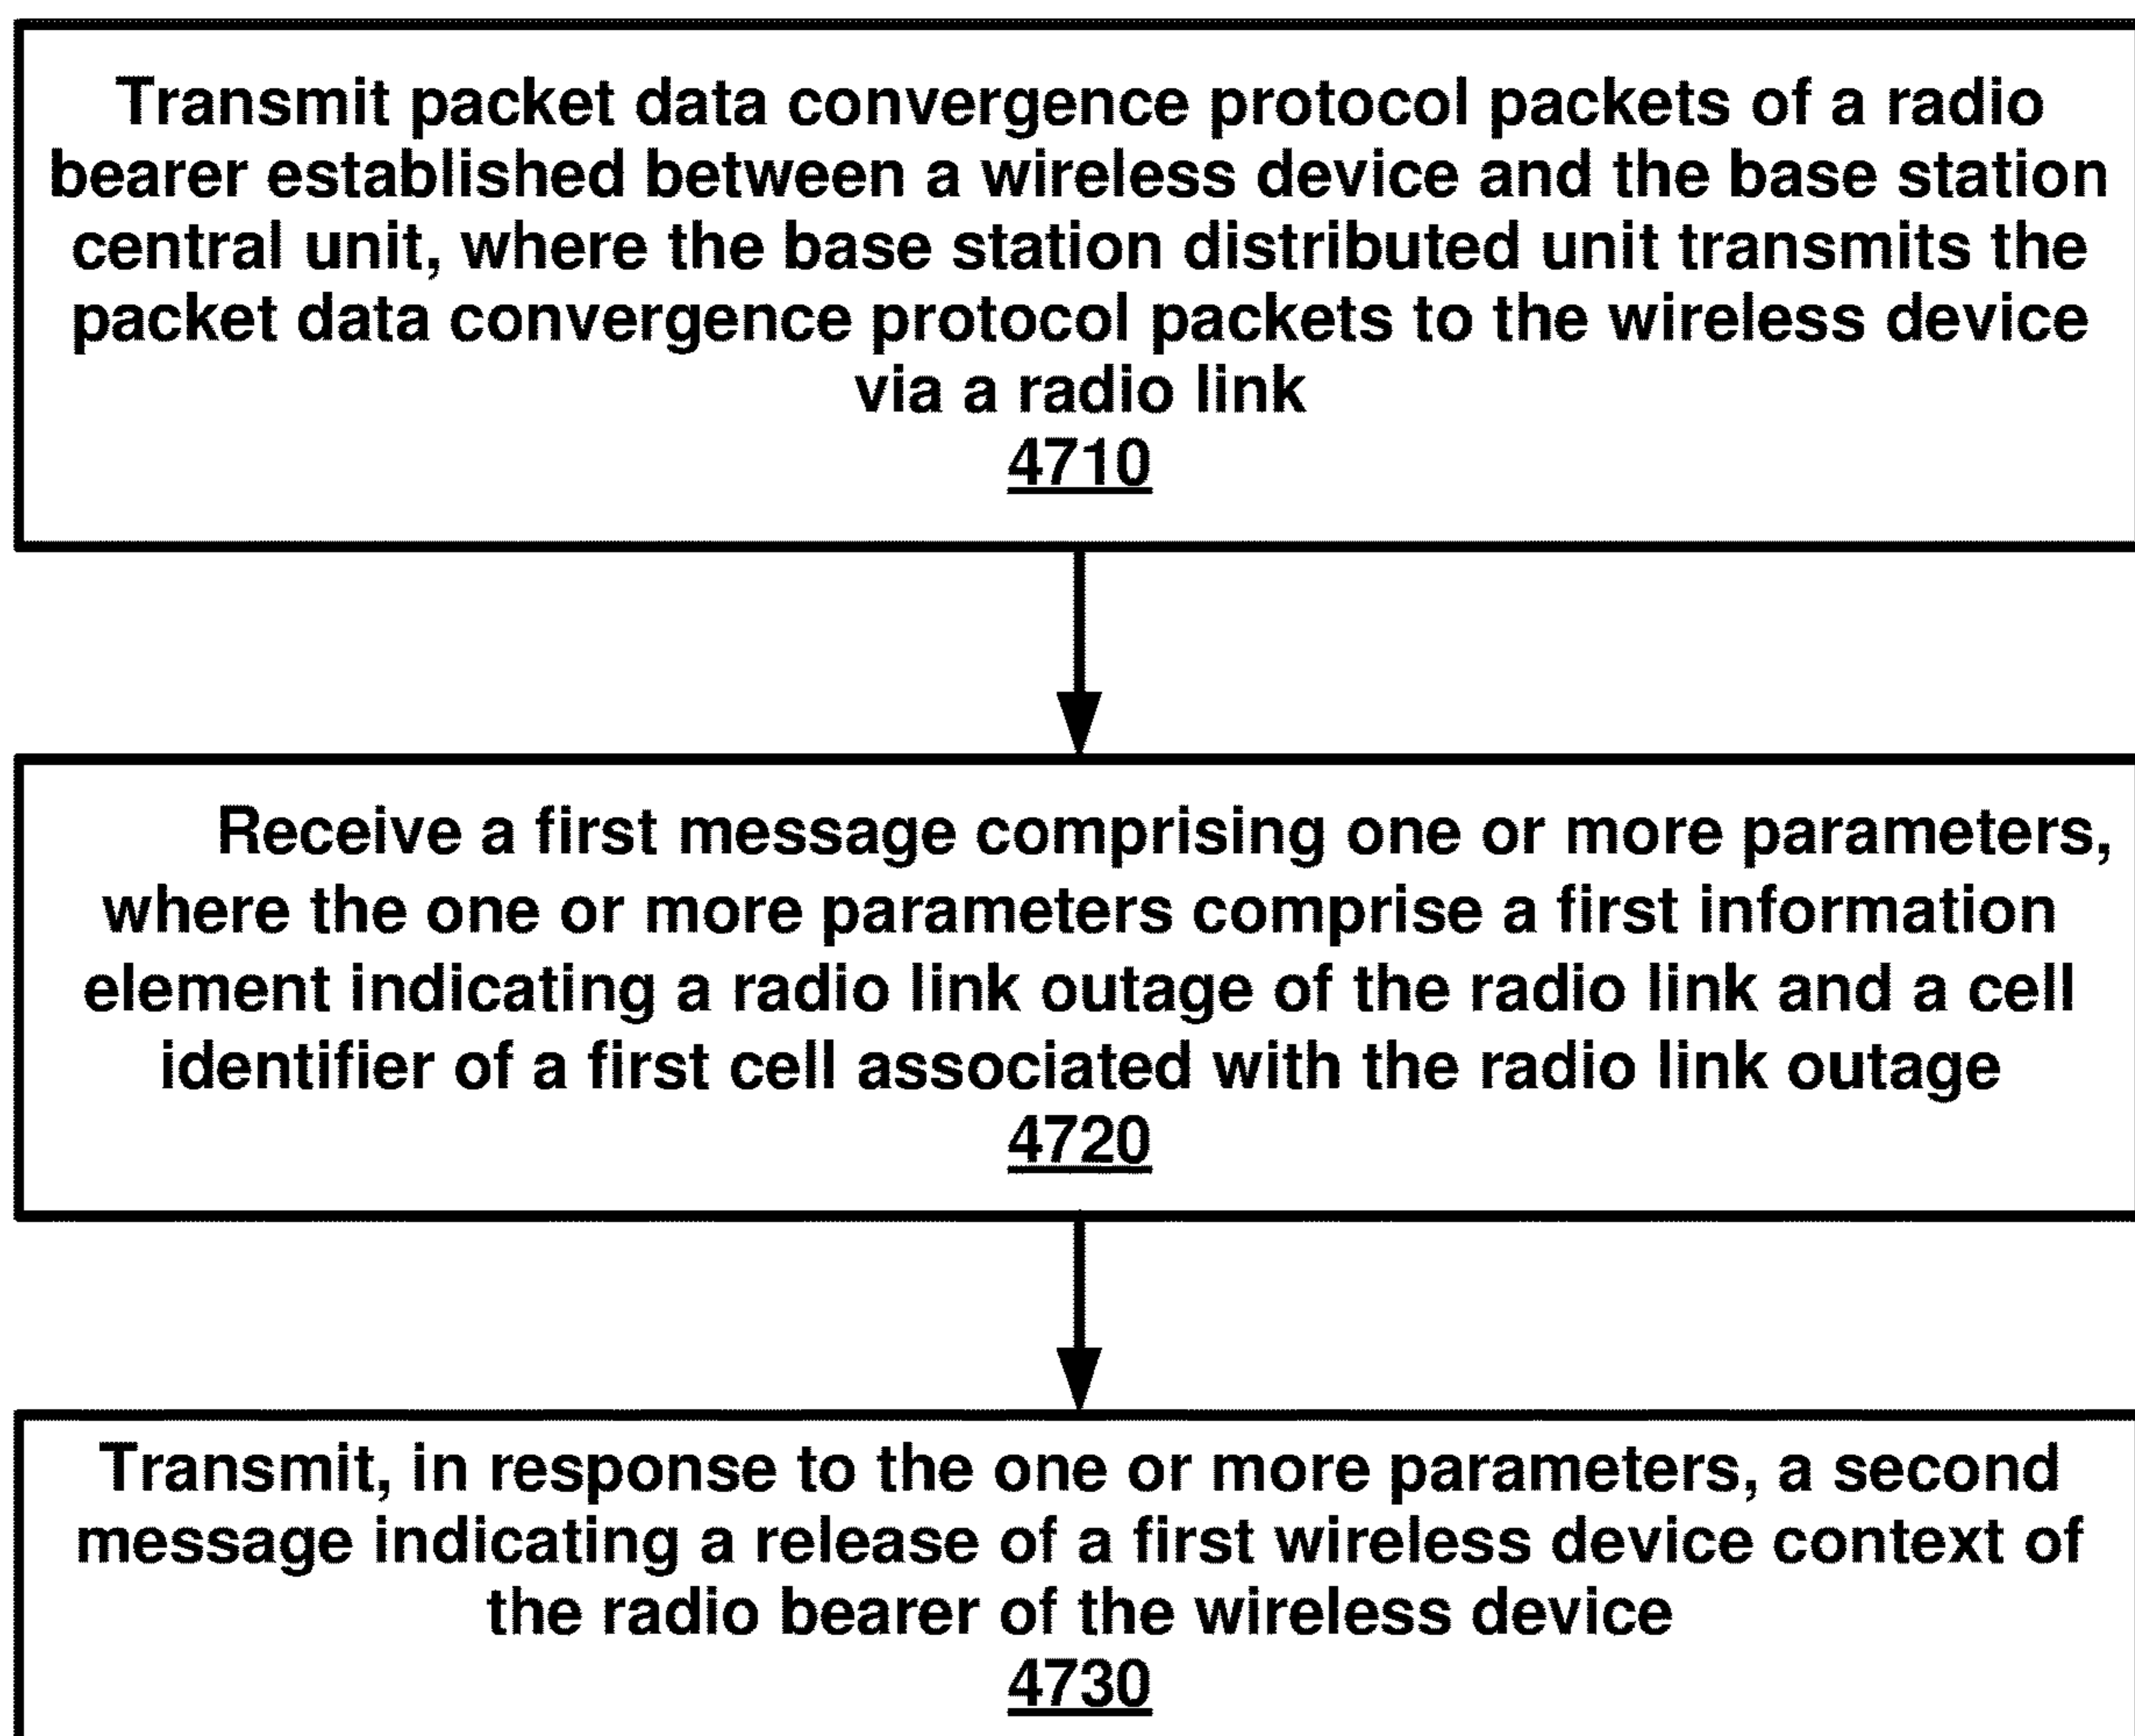 Transmit packet data convergence protocol packets of a radio
bearer established between a wireless device and the base station
central unit, where the base station distributed unit transmits the
packet data convergence protocol packets to the wireless device
via a radio link
4710
Receive a first message comprising one or more parameters,
where the one or more parameters comprise a first information
element indicating a radio link outage of the radio link and a cell
identifier of a first cell associated with the radio link outage
4720
Transmit, in response to the one or more parameters, a second
message indicating a release of a first wireless device context of
the radio bearer of the wireless device
4730